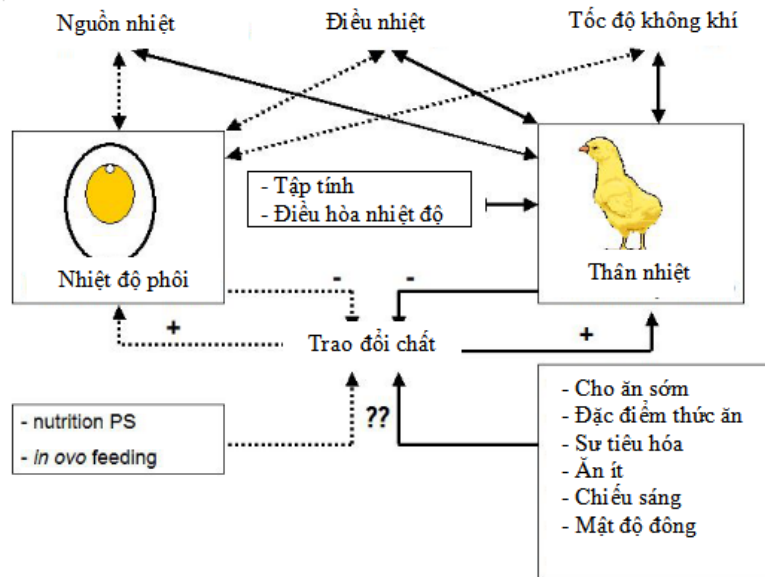 Nguồn nhiệt
Điều nhiệt
Tốc độ không khí
- Tập tính
- Điều hòa nhiệt độ
Nhiệt độ phôi
Thân nhiệt
-
-
+
Trao đổi chất
+
- nutrition PS
- in ovo feeding
??
- Cho ăn sớm
- Đặc điểm thức ăn
- Sư tiêu hóa
- Ăn ít
- Chiếu sáng
- Mật độ đông